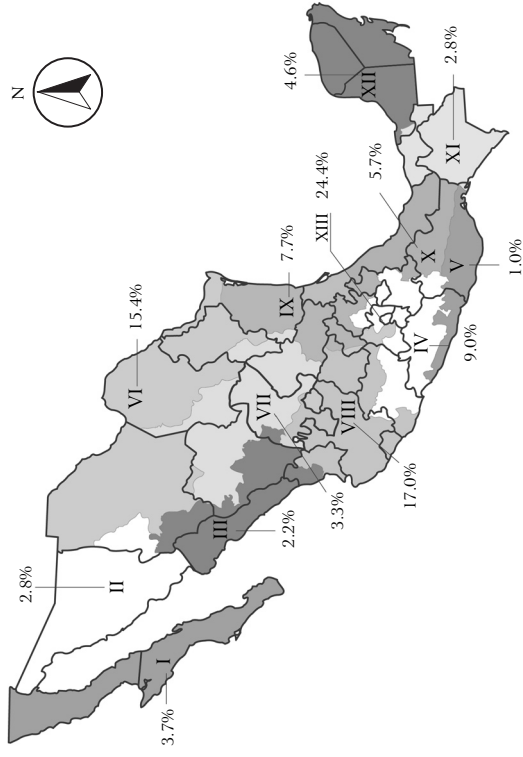 N
2.8%
II
3.7%
I
III
2.2%
VI
15.4%
VII
3.3%
IX
7.7%
VIII
17.0%
XIII 24.4%
IV
9.0%
5.7%
X
V
1.0%
4.6%
XII
2.8%
XI